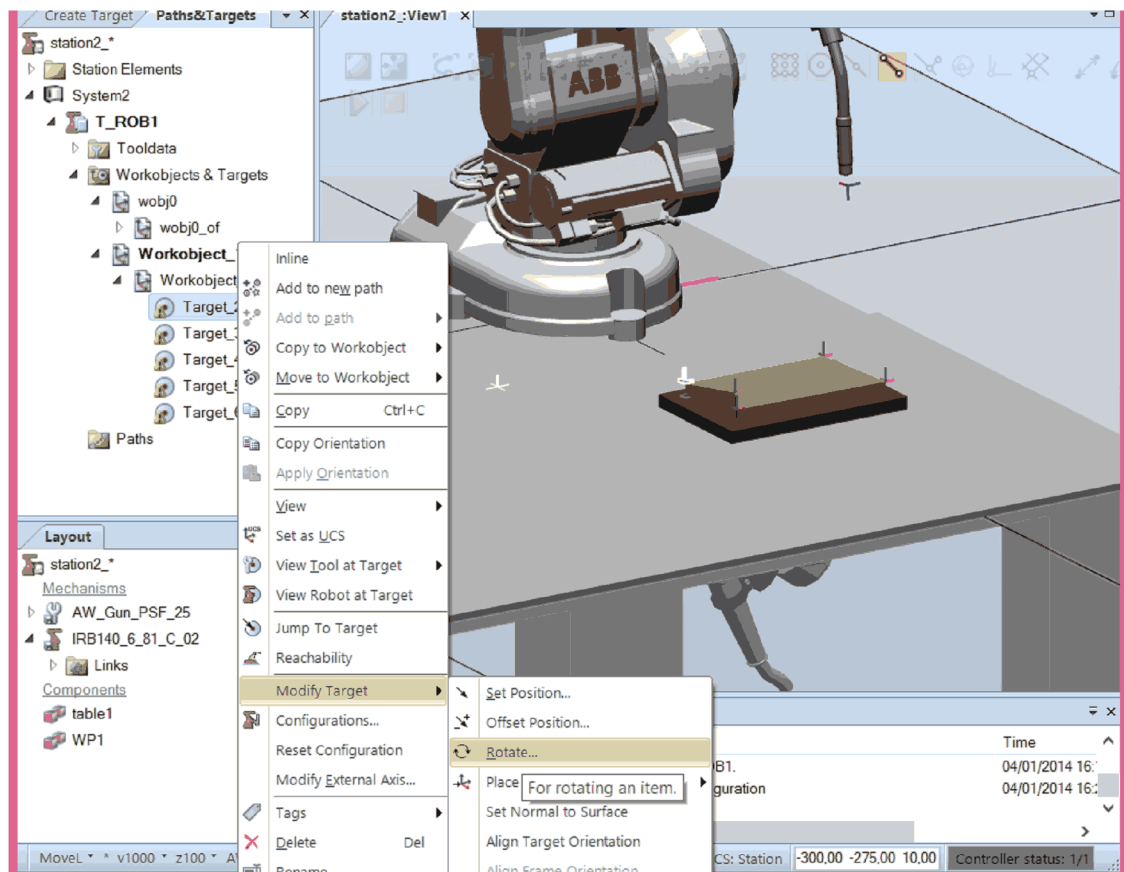 Create Target Paths&Targets
station2_:View1
station2_*
Station Elements
System2
T_ROB1
Tooldata
Workobjects & Targets
wobj0
wobj0_of
Workobject_
Workobject
Target_2
Target_3
Target_4
Target_5
Target_6
Paths
ABB
Inline
Add to new path
Add to path
Copy to Workobject
Move to Workobject
Copy Ctrl+C
Copy Orientation
Apply Orientation
View
Set as UCS
View Tool at Target
View Robot at Target
Jump To Target
Reachability
Modify Target
Configurations...
Reset Configuration
Modify External Axis...
Tags
Delete Del
Rename
Set Position...
Offset Position...
Rotate...
Place
For rotating an item.
Set Normal to Surface
Align Target Orientation
Align Frame Orientation
Layout
station2_*
Mechanisms
AW_Gun_PSF_25
IRB140_6_81_C_02
Links
Components
table1
WP1
Time
OB1. 04/01/2014 16:
guration 04/01/2014 16:
MoveL * v1000 z100 CS: Station -300,00 -275,00 10,00 Controller status: 1/1